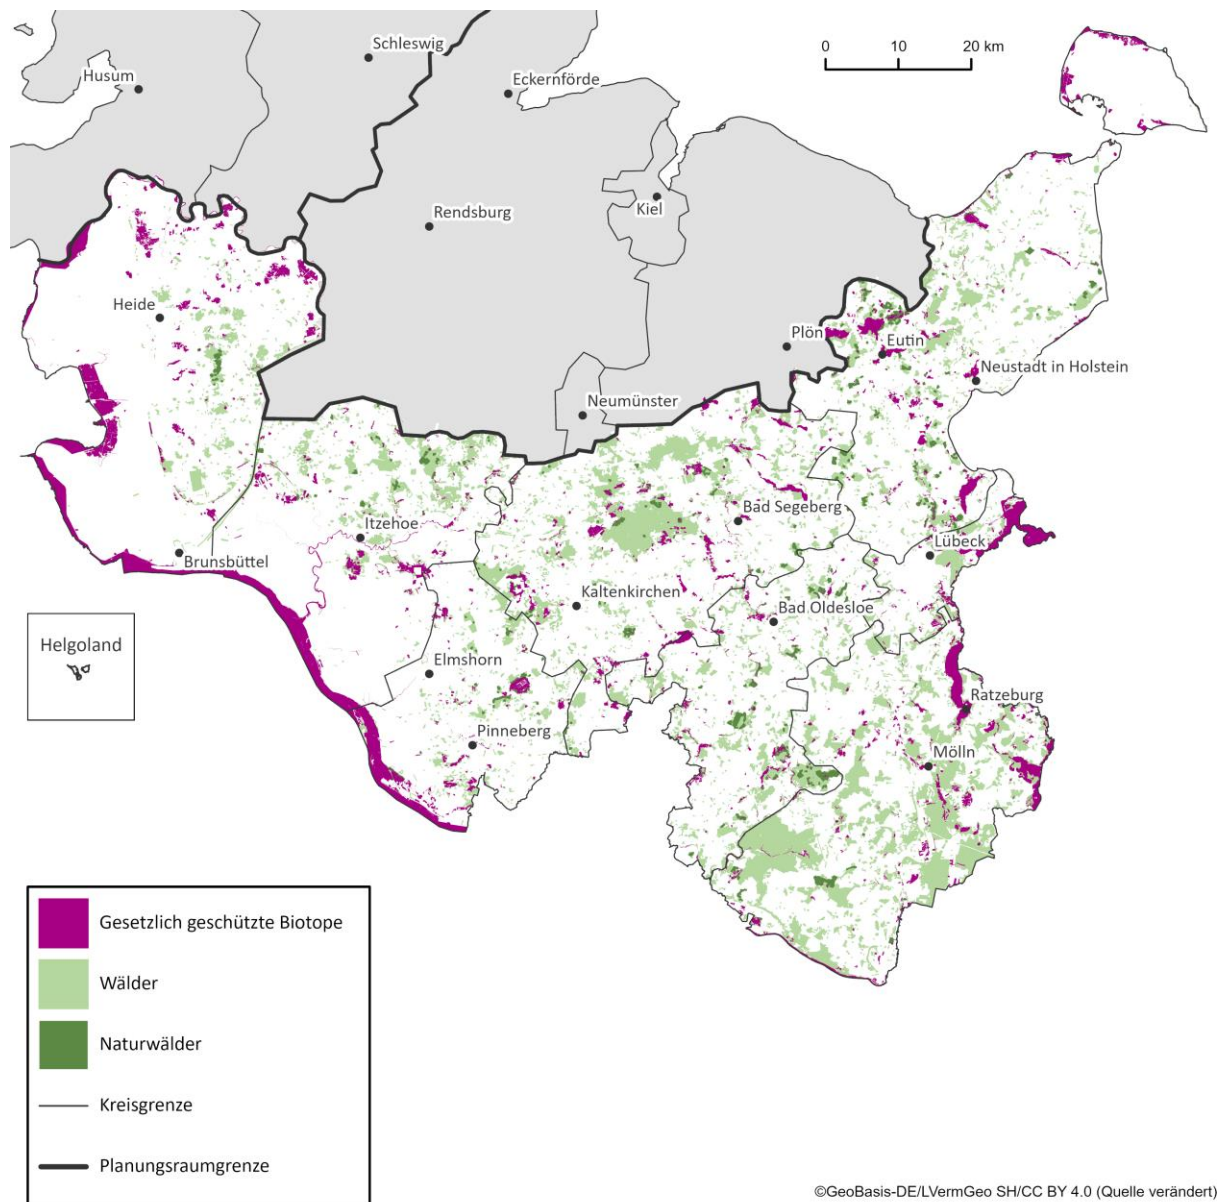 Schleswig
0 10 20 km
Husum
Eckernförde
Kiel
Rendsburg
Heide
Plön
Eutin
Neustadt in Holstein
Neumünster
Bad Segeberg
Itzehoe
Lübeck
Brunsbüttel
Kaltenkirchen
Bad Oldesloe
Helgoland
Elmshorn
Ratzeburg
Pinneberg
Mölln
Gesetzlich geschützte Biotope
Wälder
Naturwälder
Kreisgrenze
Planungsraumgrenze
©GeoBasis-DE/LVermGeo SH/CC BY 4.0 (Quelle verändert)